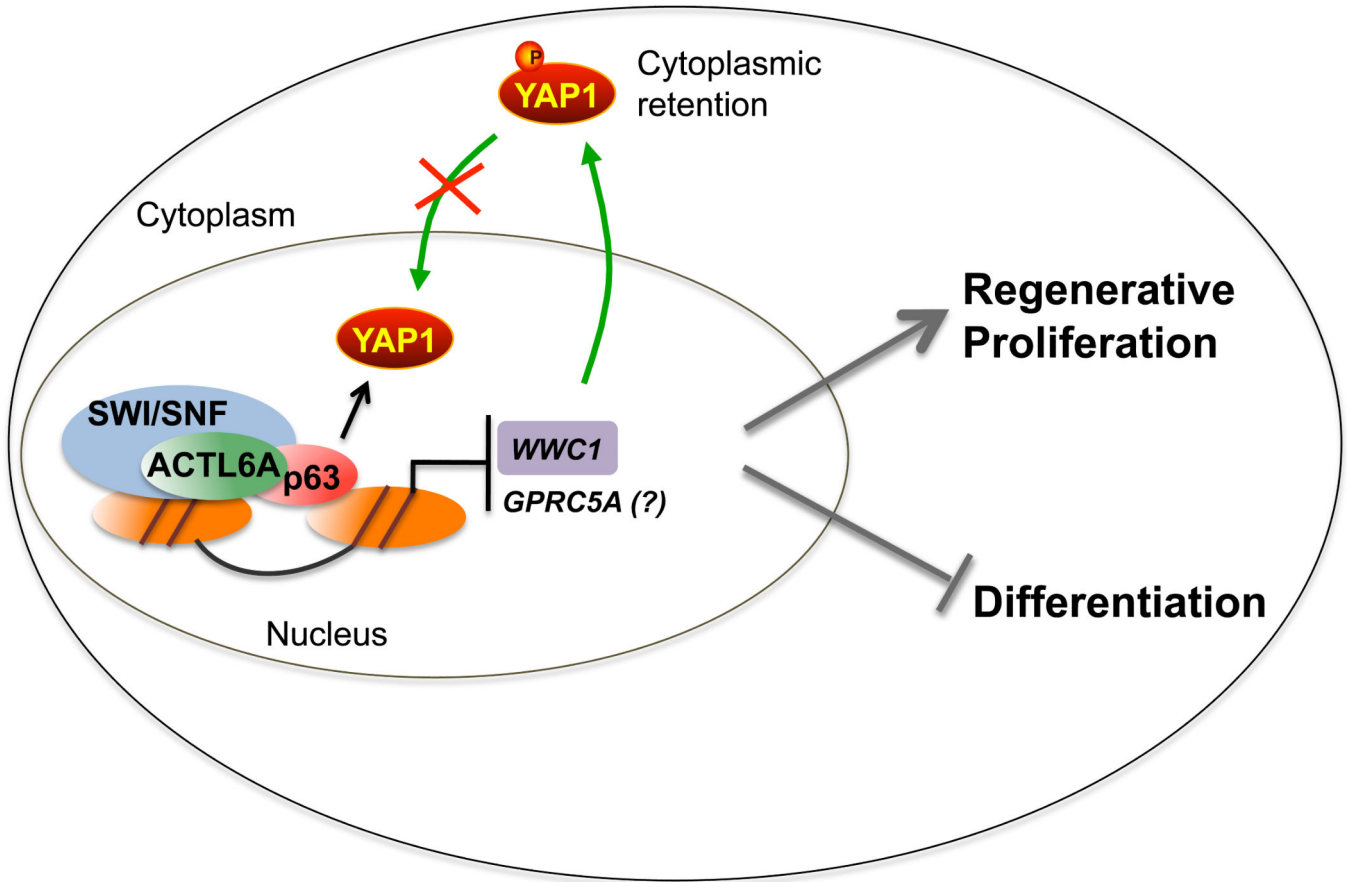 P
YAP1
Cytoplasmic
retention
Cytoplasm
YAP1
Regenerative
Proliferation
SWI/SNF
ACTL6A
p63
WWC1
GPRC5A (?)
Differentiation
Nucleus